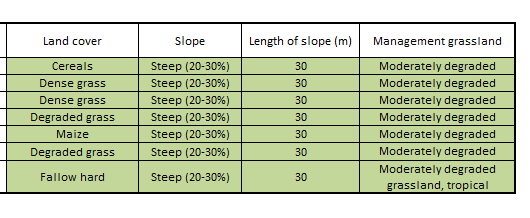 Land cover Slope Length of slope (m) Management grassland
Cereals Steep (20-30%) 30 Moderately degraded
Dense grass Steep (20-30%) 30 Moderately degraded
Dense grass Steep (20-30%) 30 Moderately degraded
Degraded grass Steep (20-30%) 30 Moderately degraded
Maize Steep (20-30%) 30 Moderately degraded
Degraded grass Steep (20-30%) 30 Moderately degraded
Fallow hard Steep (20-30%) 30 Moderately degraded
grassland, tropical